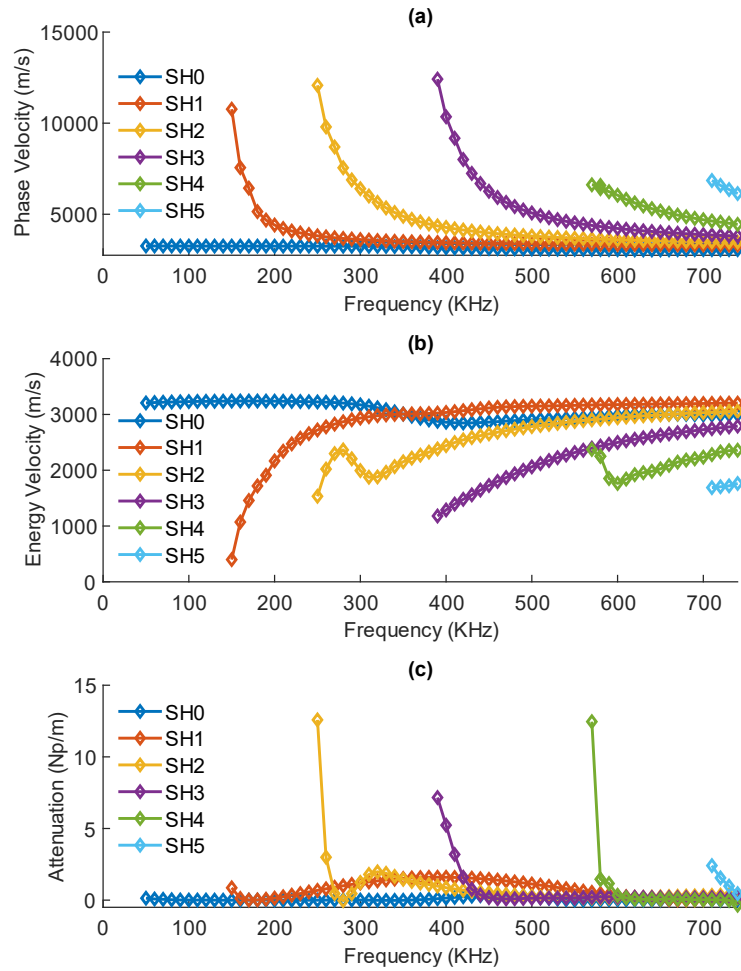 (a)
15000
10000
5000
Phase Velocity (m/s)
SH0
SH1
SH2
SH3
SH4
SH5
0 100 200 300 400 500 600 700
Frequency (KHz)
(b)
4000
3000
2000
1000
0
Energy Velocity (m/s)
SH0
SH1
SH2
SH3
SH4
SH5
0 100 200 300 400 500 600 700
Frequency (KHz)
(c)
15
10
5
0
Attenuation (Np/m)
SH0
SH1
SH2
SH3
SH4
SH5
0 100 200 300 400 500 600 700
Frequency (KHz)